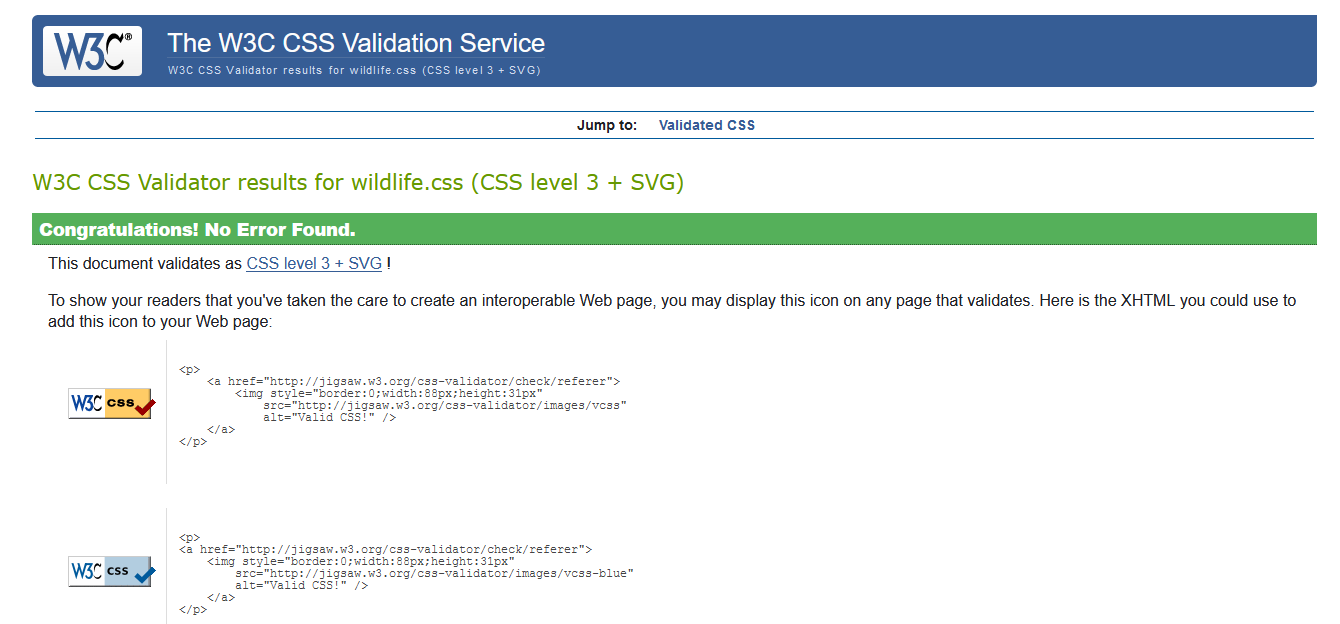 W3C®
The W3C CSS Validation Service
W3C CSS Validator results for wildlife.css (CSS level 3 + SVG)
Jump to: Validated CSS
W3C CSS Validator results for wildlife.css (CSS level 3 + SVG)
Congratulations! No Error Found.
This document validates as CSS level 3 + SVG !
To show your readers that you've taken the care to create an interoperable Web page, you may display this icon on any page that validates. Here is the XHTML you could use to
add this icon to your Web page:
W3C css
<p>
<a href="http://jigsaw.w3.org/css-validator/check/referer">
<img style="border:0;width:88px;height:31px"
src="http://jigsaw.w3.org/css-validator/images/vcss"
alt="Valid CSS!" />
</a>
</p>
W3C css
<p>
<a href="http://jigsaw.w3.org/css-validator/check/referer">
<img style="border:0;width:88px;height:31px"
src="http://jigsaw.w3.org/css-validator/images/vcss-blue"
alt="Valid CSS!" />
</a>
</p>